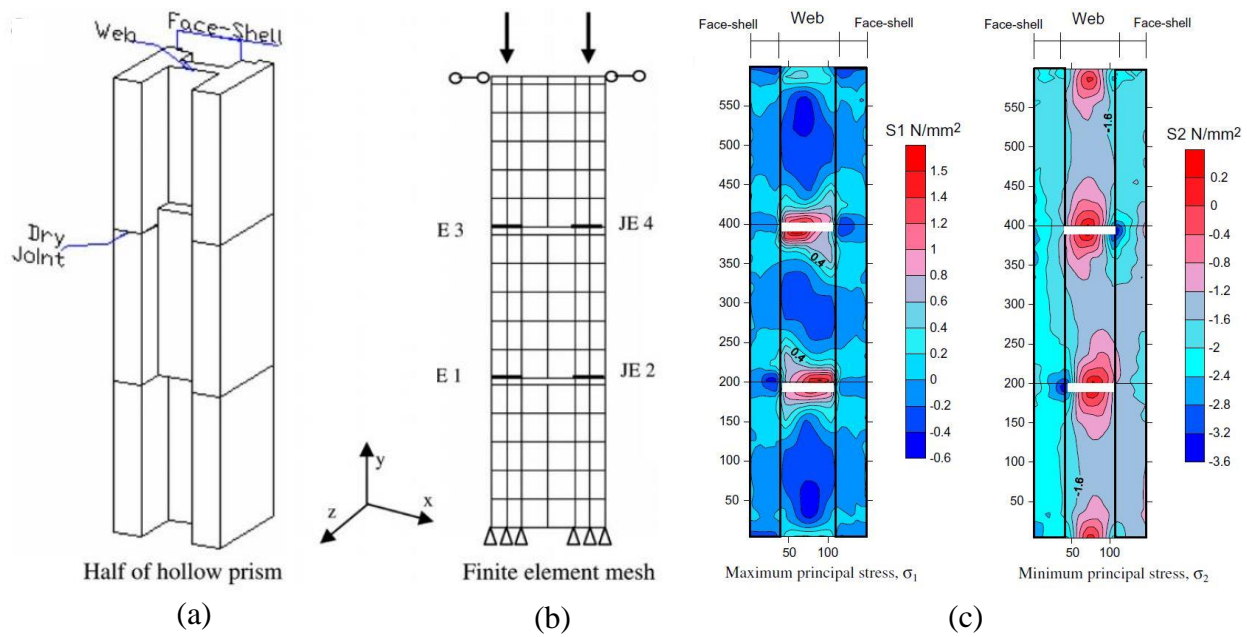 Face-Shell
Web
Dry
Joint
Half of hollow prism
(a)
E 3
JE 4
E 1
JE 2
y
x
z
Finite element mesh
(b)
Face-shell
Web
Face-shell
550
500
450
400
350
300
250
200
150
100
50
0.4
0.4
50
100
S1 N/mm²
1.5
1.4
1.2
1
0.8
0.6
0.4
0.2
0
-0.2
-0.4
-0.6
Maximum principal stress, σ₁
Face-shell
Web
Face-shell
550
500
450
400
350
300
250
200
150
100
50
-1.6
-1.6
50
100
S2 N/mm²
0.2
0
-0.2
-0.4
-0.8
-1.2
-1.6
-2
-2.4
-2.8
-3.2
-3.6
Minimum principal stress, σ₂
(c)